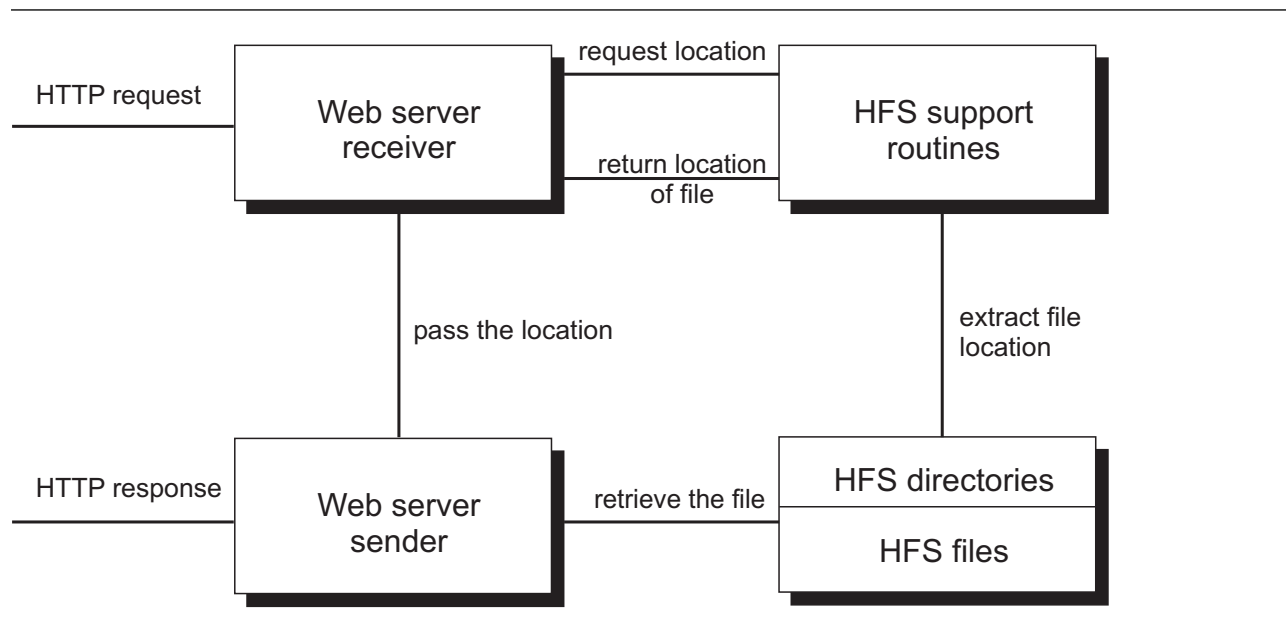 HTTP request
Web server
receiver
request location
return location
of file
HFS support
routines
pass the location
extract file
location
HTTP response
Web server
sender
retrieve the file
HFS directories
HFS files